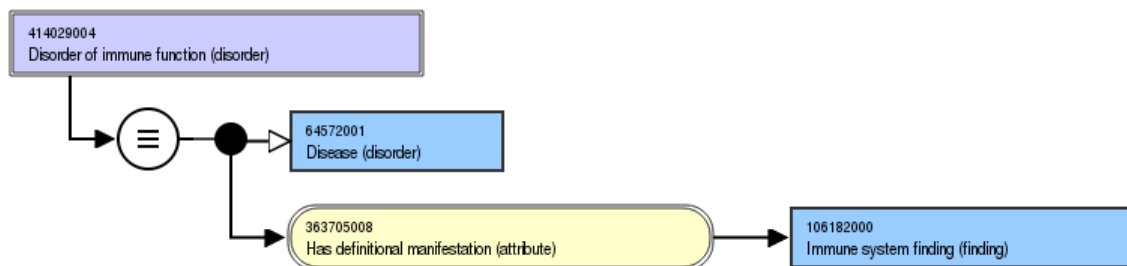 414029004
Disorder of immune function (disorder)
64572001
Disease (disorder)
363705008
Has definitional manifestation (attribute)
106182000
Immune system finding (finding)